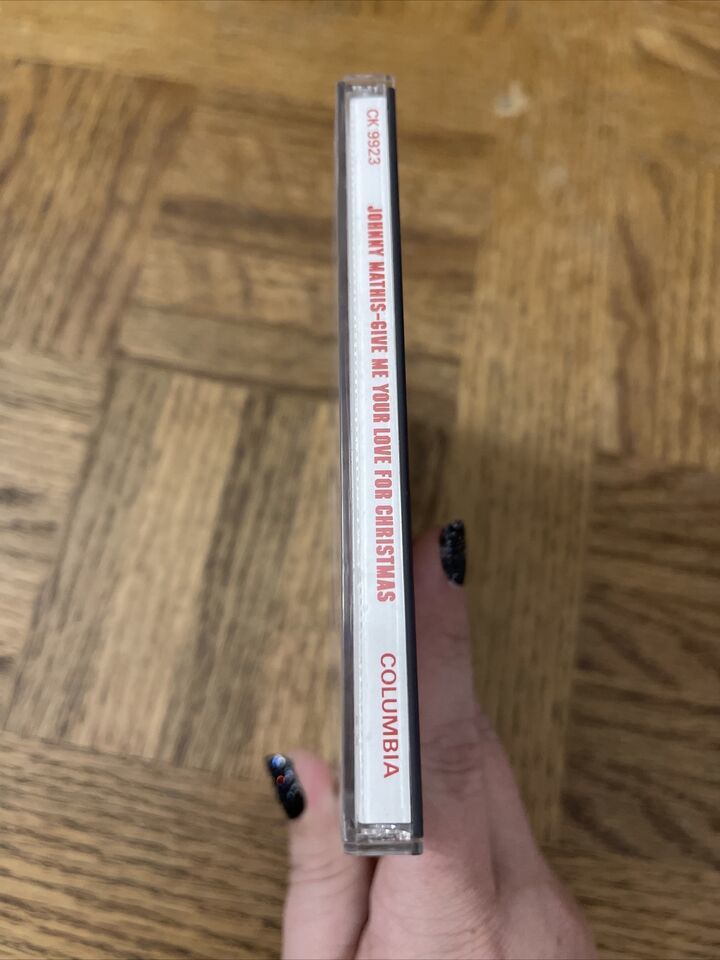 CK 9923 JOHNNY MATHIS-GIVE ME YOUR LOVE FOR CHRISTMAS COLUMBIA